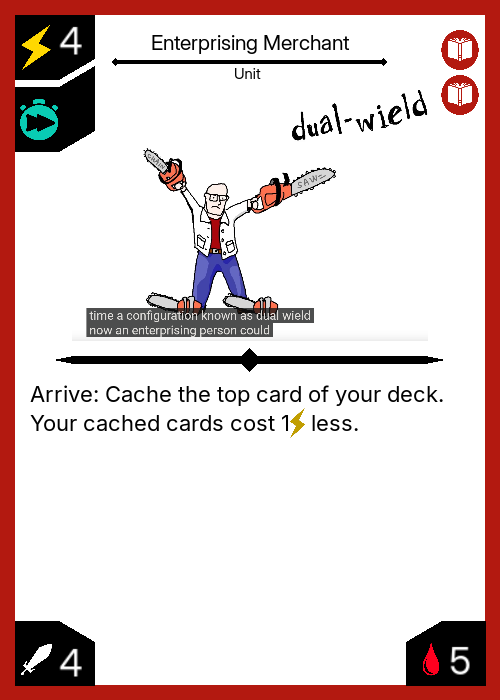 4
Enterprising Merchant
Unit
dual-wield
SAW
time a configuration known as dual wield
now an enterprising person could
Arrive: Cache the top card of your deck.
Your cached cards cost 1 less.
4
5